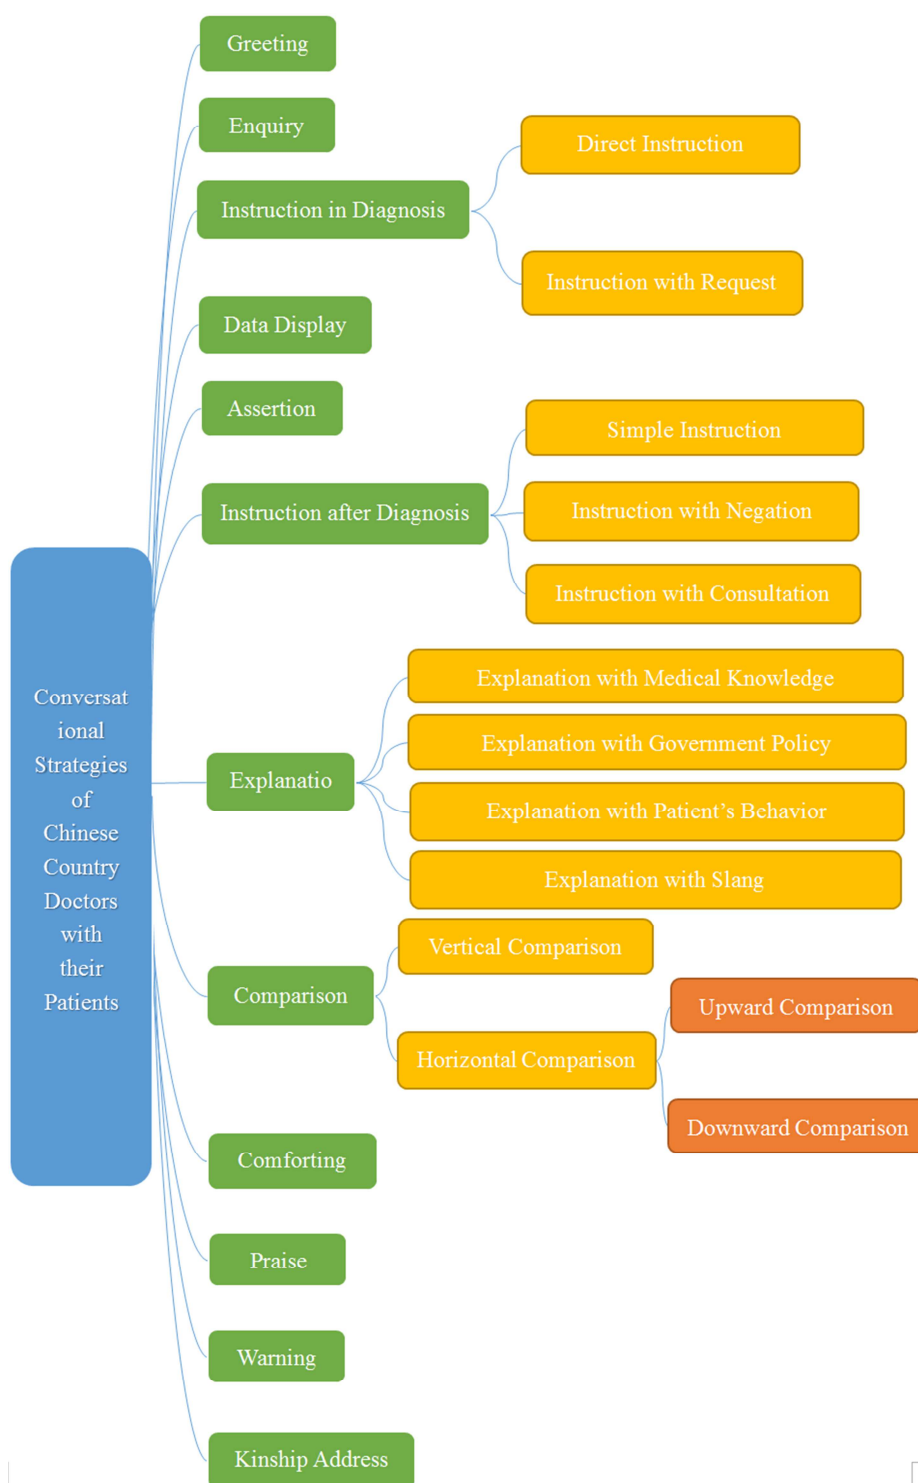 Greeting
Enquiry
Instruction in Diagnosis
Direct Instruction
Instruction with Request
Data Display
Assertion
Instruction after Diagnosis
Simple Instruction
Instruction with Negation
Instruction with Consultation
Conversat
ional
Strategies
of
Chinese
Country
Doctors
with
their
Patients
Explanatio
Explanation with Medical Knowledge
Explanation with Government Policy
Explanation with Patient's Behavior
Explanation with Slang
Comparison
Vertical Comparison
Horizontal Comparison
Upward Comparison
Downward Comparison
Comforting
Praise
Warning
Kinship Address